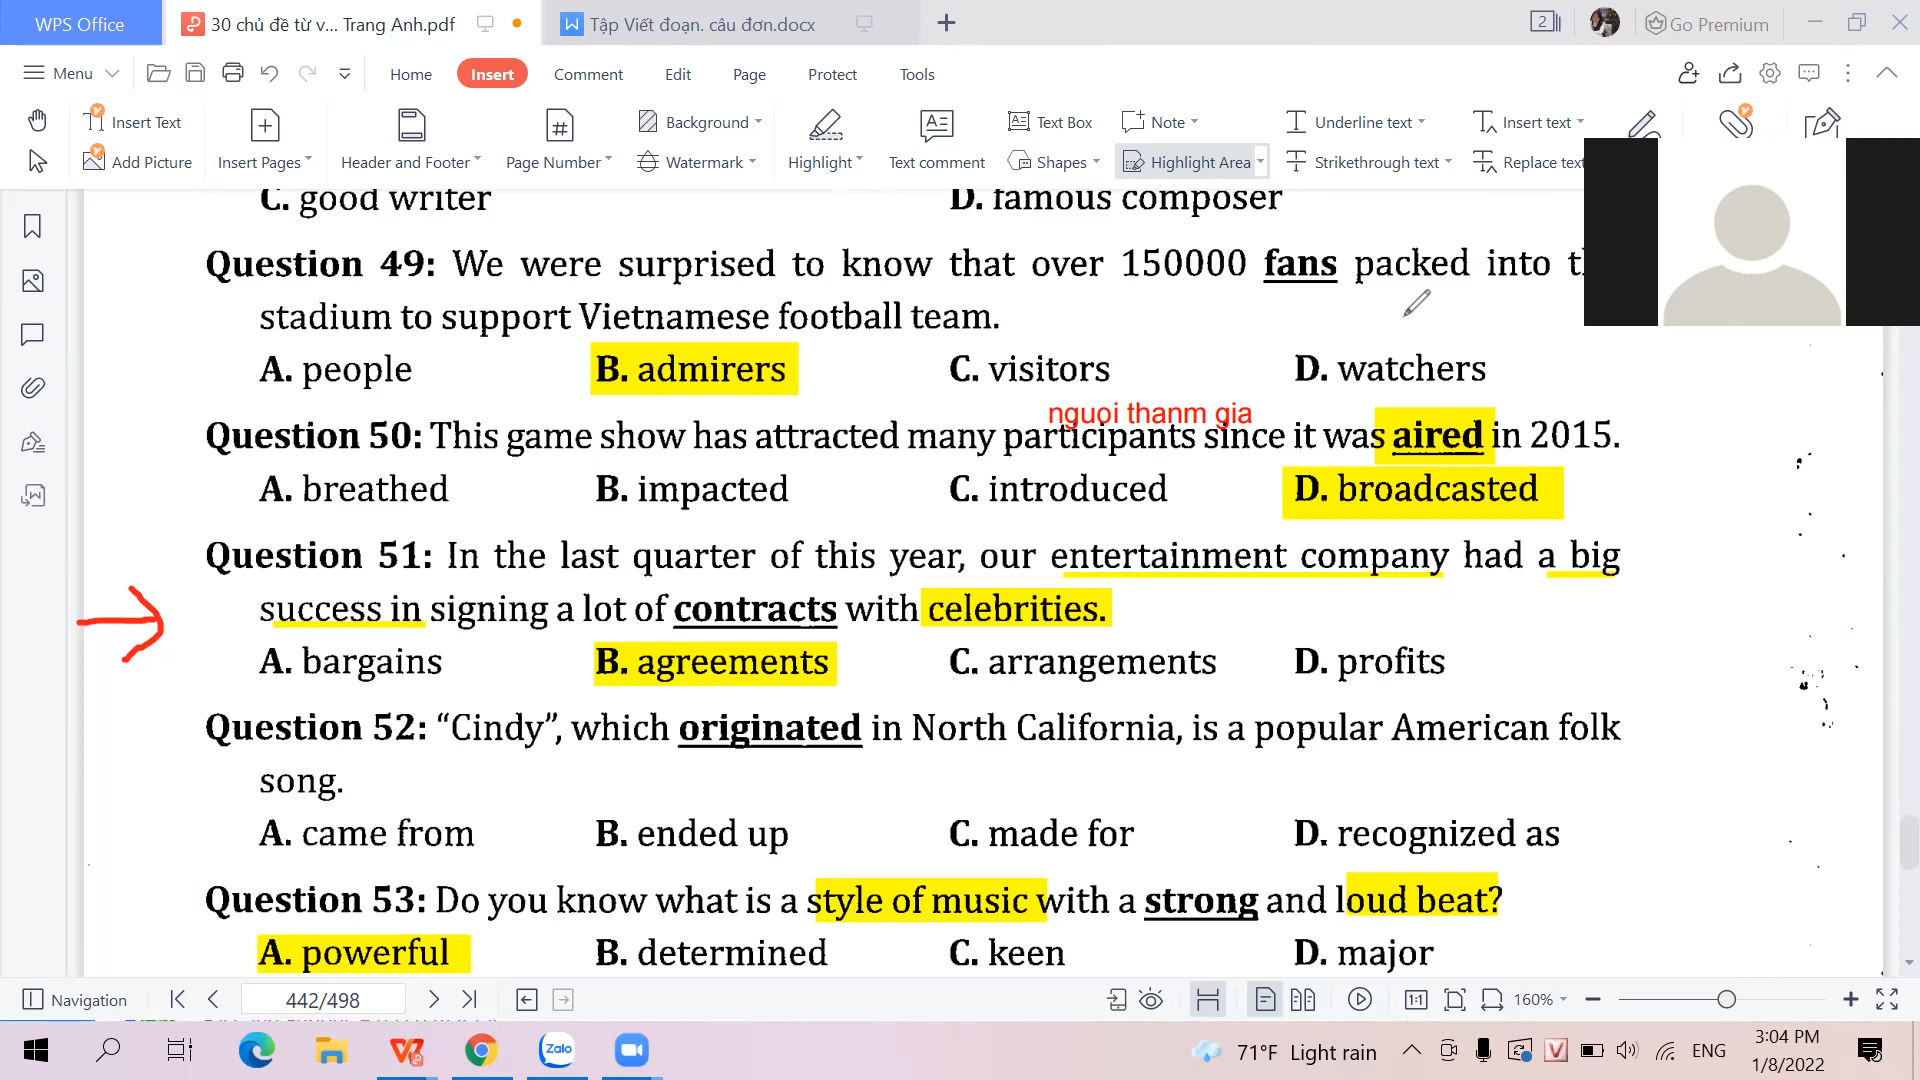 WPS Office
30 chủ đề từ v... Trang Anh.pdf
Tập Viết đoạn. câu đơn.docx
2
Go Premium
Menu
Home
Insert
Comment
Edit
Page
Protect
Tools
Insert Text
Add Picture
Insert Pages
Header and Footer
Page Number
Background
Watermark
Highlight
Text comment
Text Box
Shapes
Note
Highlight Area
Underline text
Strikethrough text
Insert text
Replace text
C. good writer D. famous composer
Question 49: We were surprised to know that over 150000 fans packed into
stadium to support Vietnamese football team.
A. people B. admirers C. visitors D. watchers
nguoi thanm gia
Question 50: This game show has attracted many participants since it was aired in 2015.
A. breathed B. impacted C. introduced D. broadcasted
Question 51: In the last quarter of this year, our entertainment company had a big
success in signing a lot of contracts with celebrities.
A. bargains B. agreements C. arrangements D. profits
Question 52: “Cindy”, which originated in North California, is a popular American folk
song.
A. came from B. ended up C. made for D. recognized as
Question 53: Do you know what is a style of music with a strong and loud beat?
A. powerful B. determined C. keen D. major
Navigation
442/498
1:1
160%
Zalo
71°F Light rain
ENG
3:04 PM
1/8/2022